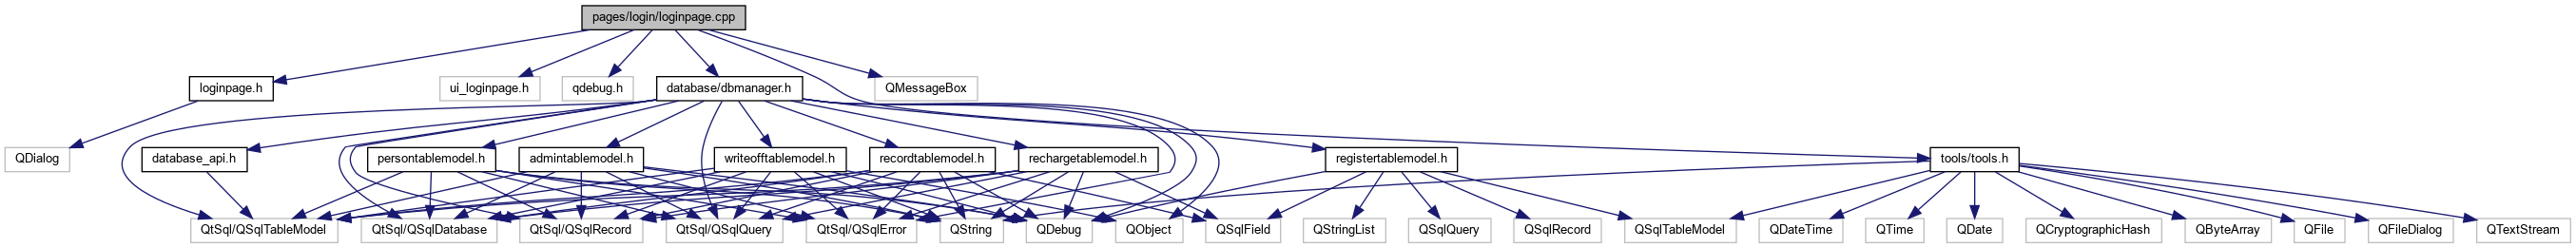 pages/login/loginpage.cpp
loginpage.h
ui_loginpage.h
qdebug.h
database/dbmanager.h
QMessageBox
QDialog
database_api.h
persontablemodel.h
admintablemodel.h
writeofftablemodel.h
recordtablemodel.h
rechargetablemodel.h
registertablemodel.h
tools/tools.h
QtSql/QSqlTableModel
QtSql/QSqlDatabase
QtSql/QSqlRecord
QtSql/QSqlQuery
QtSql/QSqlError
QString
QDebug
QObject
QSqlField
QStringList
QSqlQuery
QSqlRecord
QSqlTableModel
QDateTime
QTime
QDate
QCryptographicHash
QByteArray
QFile
QFileDialog
QTextStream